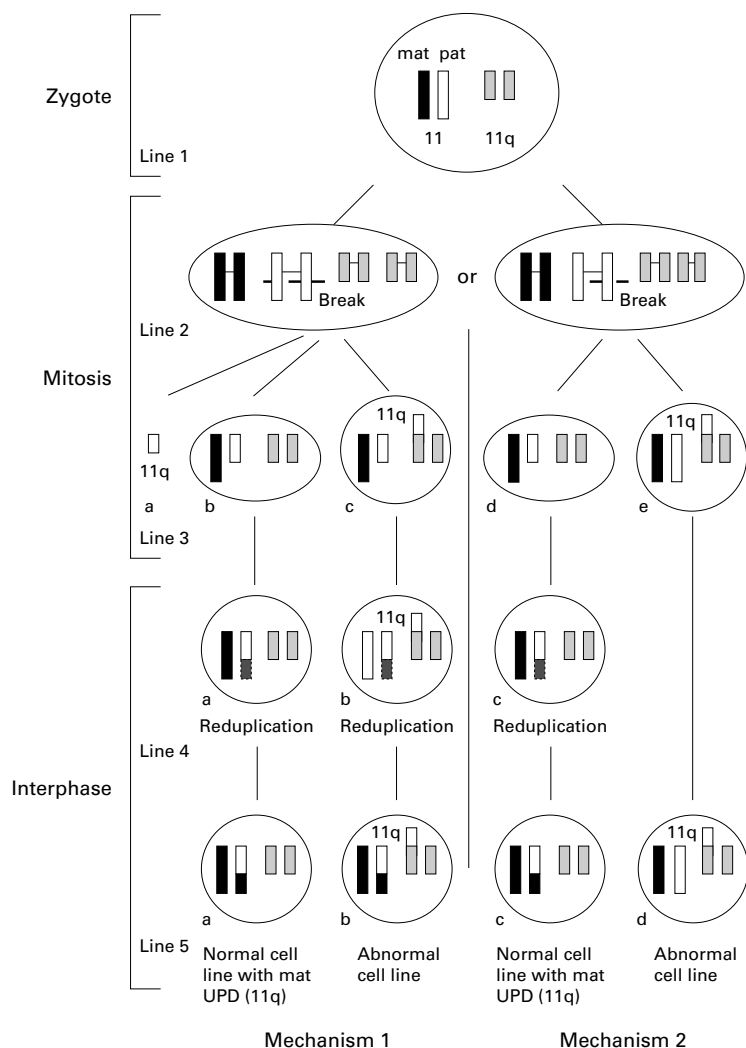 mat pat
Zygote
11 11q
Line 1
or
Break
Break
Line 2
Mitosis
11q
11q
11q
a
b
c
d
e
Line 3
11q
a
b
c
Reduplication
Reduplication
Reduplication
Line 4
Interphase
11q
11q
a
b
c
d
Line 5
Normal cell
line with mat
UPD (11q)
Abnormal
cell line
Normal cell
line with mat
UPD (11q)
Abnormal
cell line
Mechanism 1
Mechanism 2